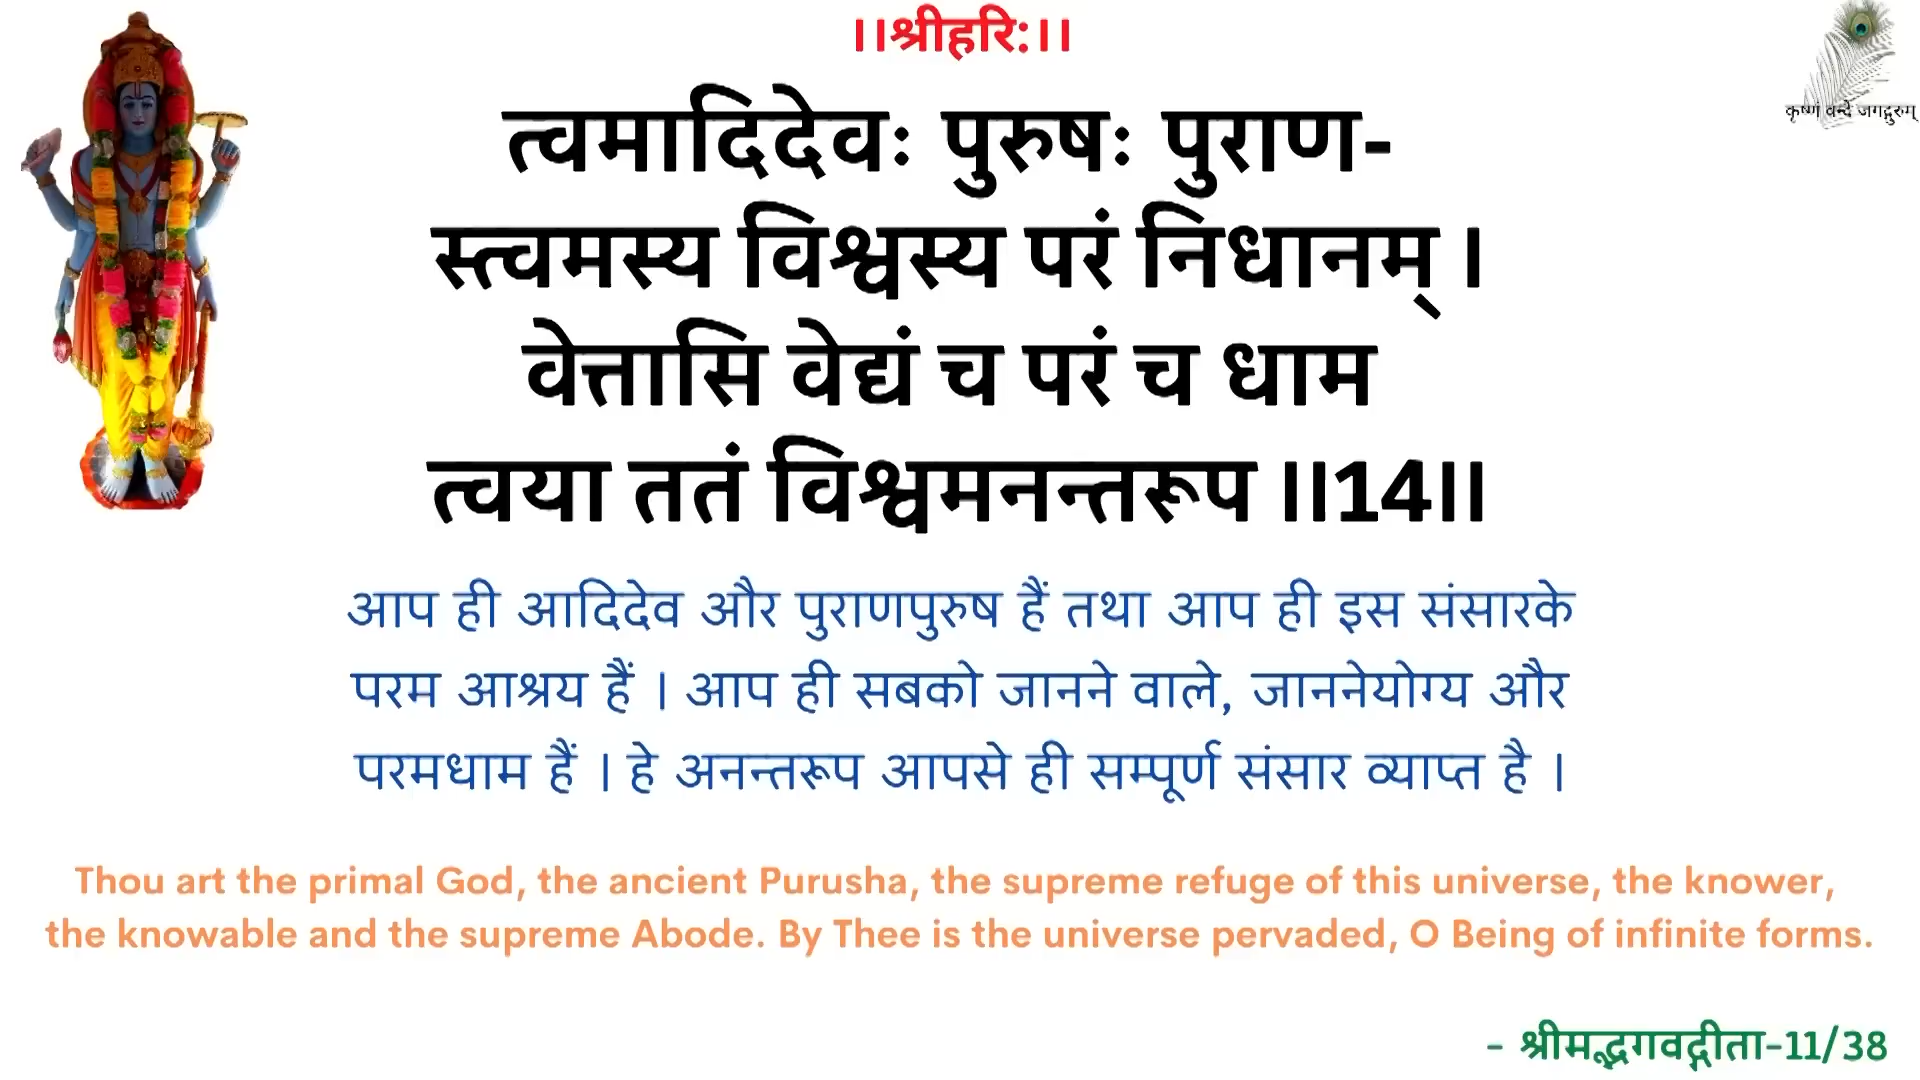 ।।श्रीहरि:।।
कृष्णं वन्दे जगद्गुरुम्
त्वमादिदेवः पुरुषः पुराण-
स्त्वमस्य विश्वस्य परं निधानम् ।
वेत्तासि वेद्यं च परं च धाम
त्वया ततं विश्वमनन्तरूप ।।14।।
आप ही आदिदेव और पुराणपुरुष हैं तथा आप ही इस संसारके
परम आश्रय हैं । आप ही सबको जानने वाले, जाननेयोग्य और
परमधाम हैं । हे अनन्तरूप आपसे ही सम्पूर्ण संसार व्याप्त है ।
Thou art the primal God, the ancient Purusha, the supreme refuge of this universe, the knower,
the knowable and the supreme Abode. By Thee is the universe pervaded, O Being of infinite forms.
- श्रीमद्भगवद्गीता-11/38